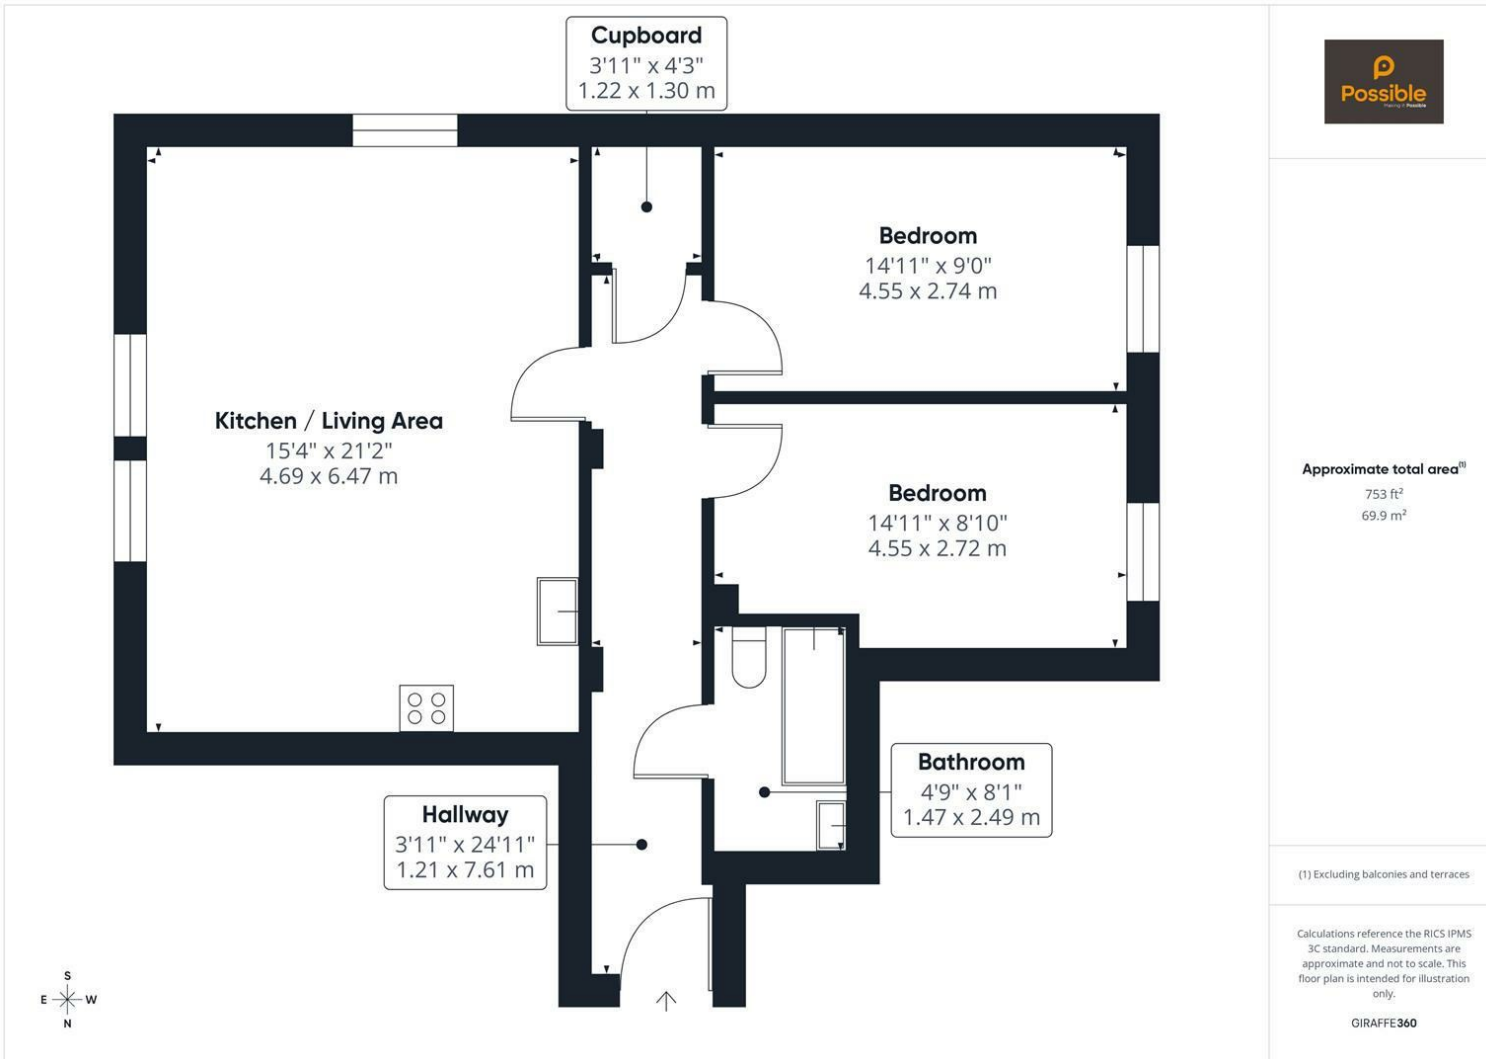 Cupboard
3'11" x 4'3"
1.22 x 1.30 m
Possible
Making it Possible
Bedroom
14'11" x 9'0"
4.55 x 2.74 m
Kitchen / Living Area
15'4" x 21'2"
4.69 x 6.47 m
Bedroom
14'11" x 8'10"
4.55 x 2.72 m
Approximate total area(1)
753 ft²
69.9 m²
Bathroom
4'9" x 8'1"
1.47 x 2.49 m
Hallway
3'11" x 24'11"
1.21 x 7.61 m
(1) Excluding balconies and terraces
Calculations reference the RICS IPMS
3C standard. Measurements are
approximate and not to scale. This
floor plan is intended for illustration
only.
GIRAFFE360
S
E W
N